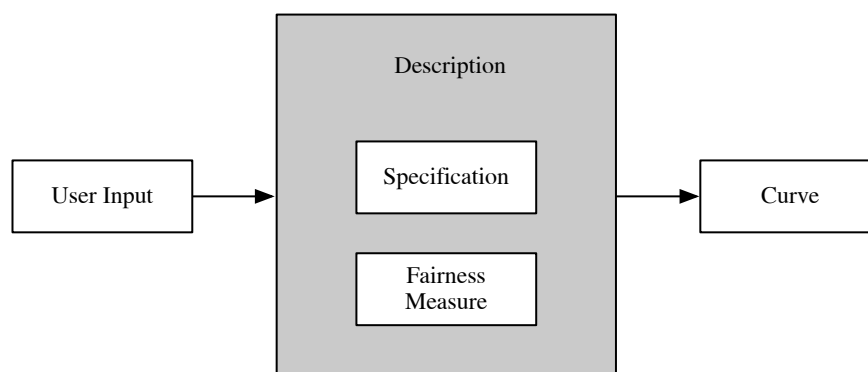 Description
Specification
User Input
Curve
Fairness
Measure